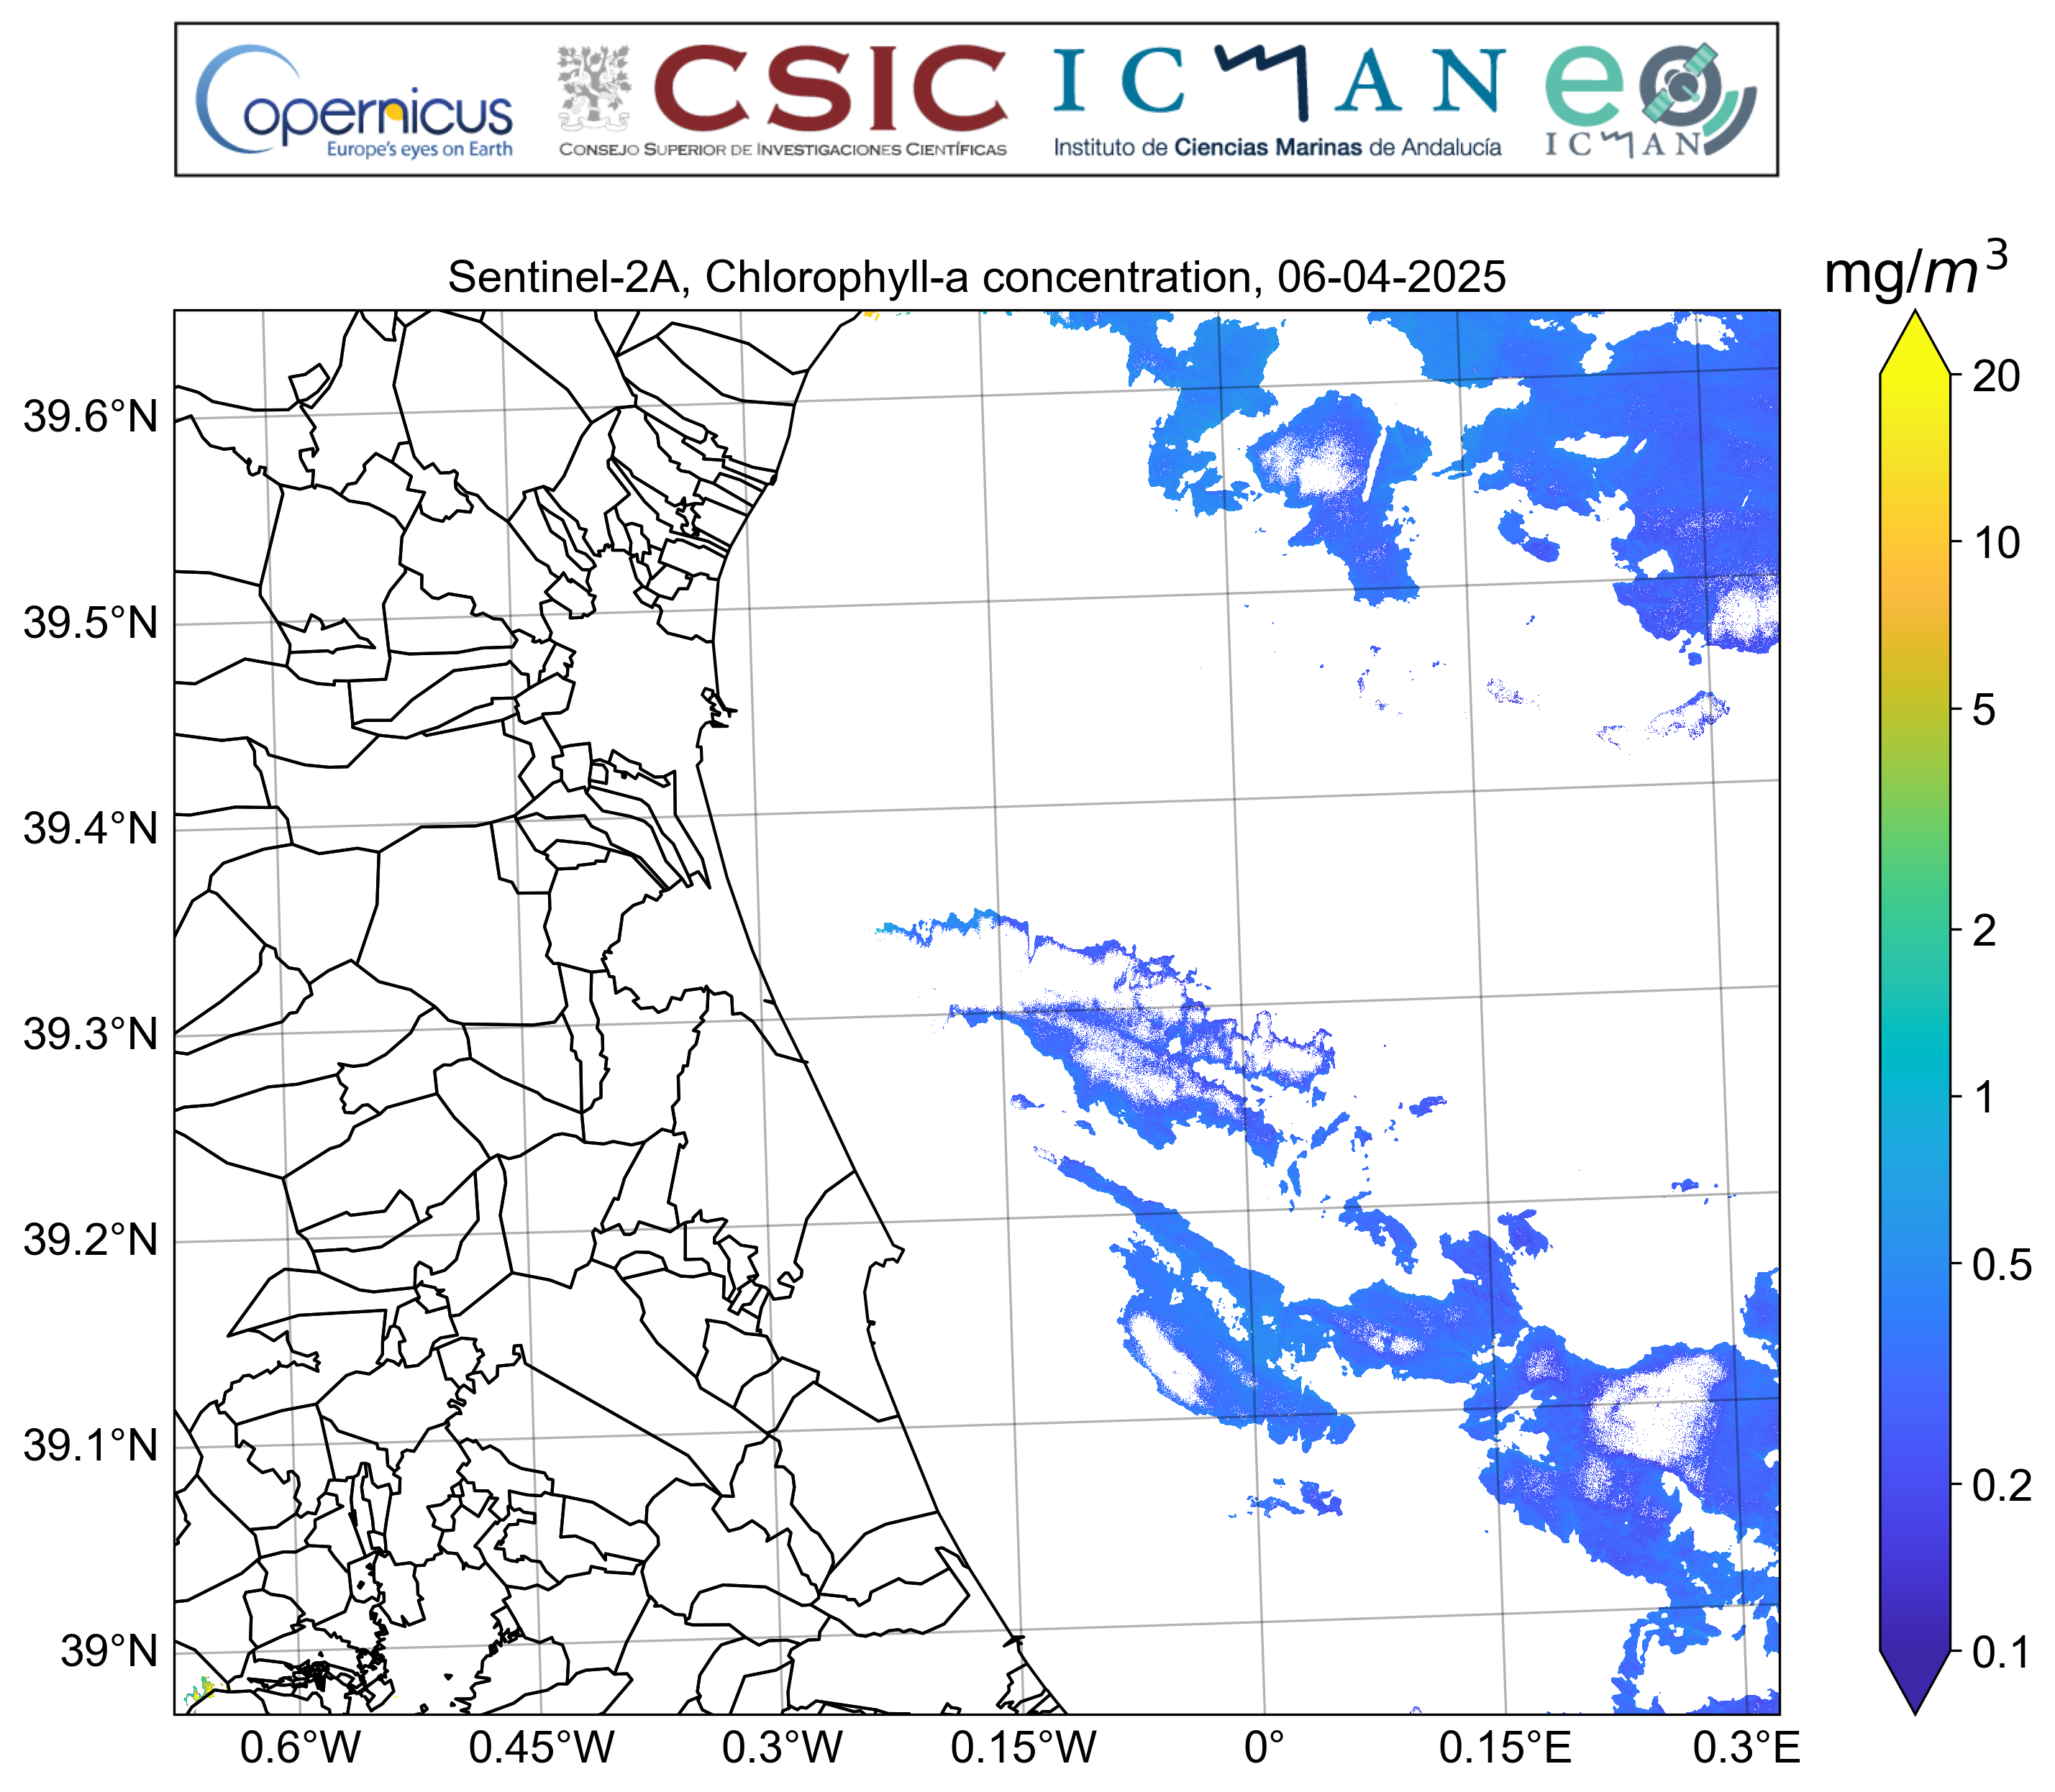 opernicus
Europe's eyes on Earth
CSIC
CONSEJO SUPERIOR DE INVESTIGACIONES CIENTÍFICAS
ICMAN
Instituto de Ciencias Marinas de Andalucía
eo
ICMAN
Sentinel-2A, Chlorophyll-a concentration, 06-04-2025
mg/m³
39.6°N
39.5°N
39.4°N
39.3°N
39.2°N
39.1°N
39°N
0.6°W
0.45°W
0.3°W
0.15°W
0°
0.15°E
0.3°E
20
10
5
2
1
0.5
0.2
0.1